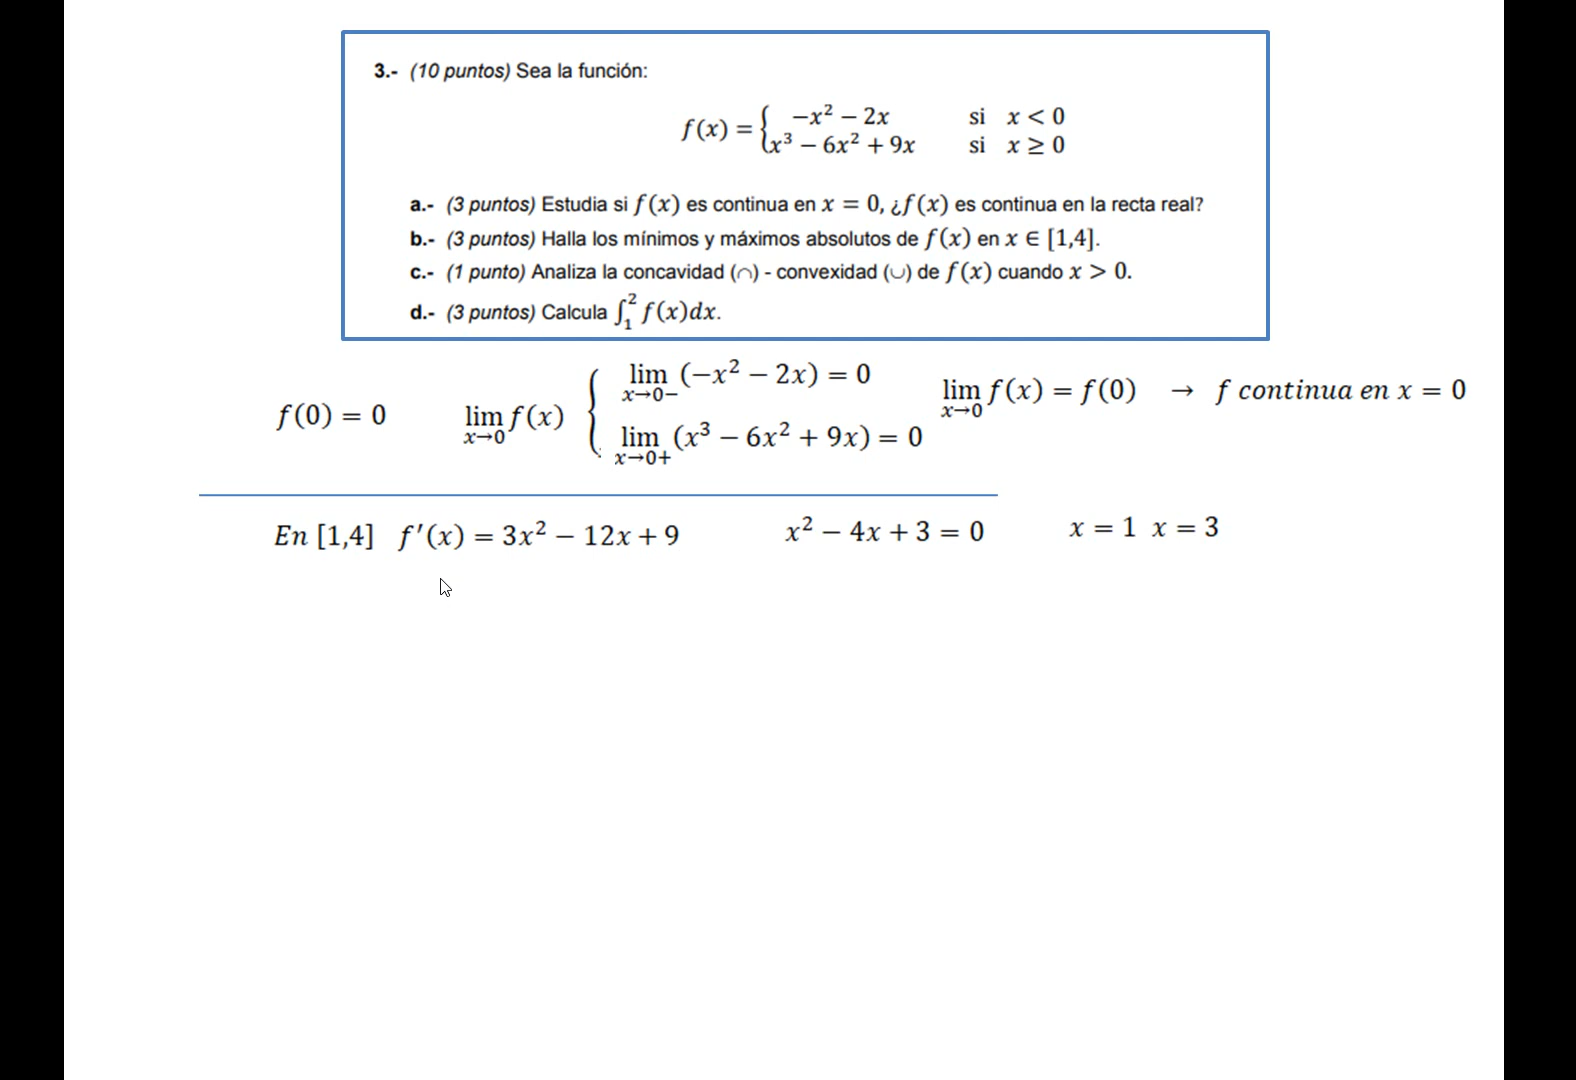 3.- (10 puntos) Sea la función:
f(x) = { −x² − 2x si x < 0
x³ − 6x² + 9x si x ≥ 0
a.- (3 puntos) Estudia si f(x) es continua en x = 0, ¿f(x) es continua en la recta real?
b.- (3 puntos) Halla los mínimos y máximos absolutos de f(x) en x ∈ [1,4].
c.- (1 punto) Analiza la concavidad (∩) - convexidad (∪) de f(x) cuando x > 0.
d.- (3 puntos) Calcula ∫₁² f(x)dx.
f(0) = 0 lim x→0 f(x) { lim x→0− (−x² − 2x) = 0
lim x→0+ (x³ − 6x² + 9x) = 0
lim x→0 f(x) = f(0) → f continua en x = 0
En [1,4] f′(x) = 3x² − 12x + 9 x² − 4x + 3 = 0 x = 1 x = 3